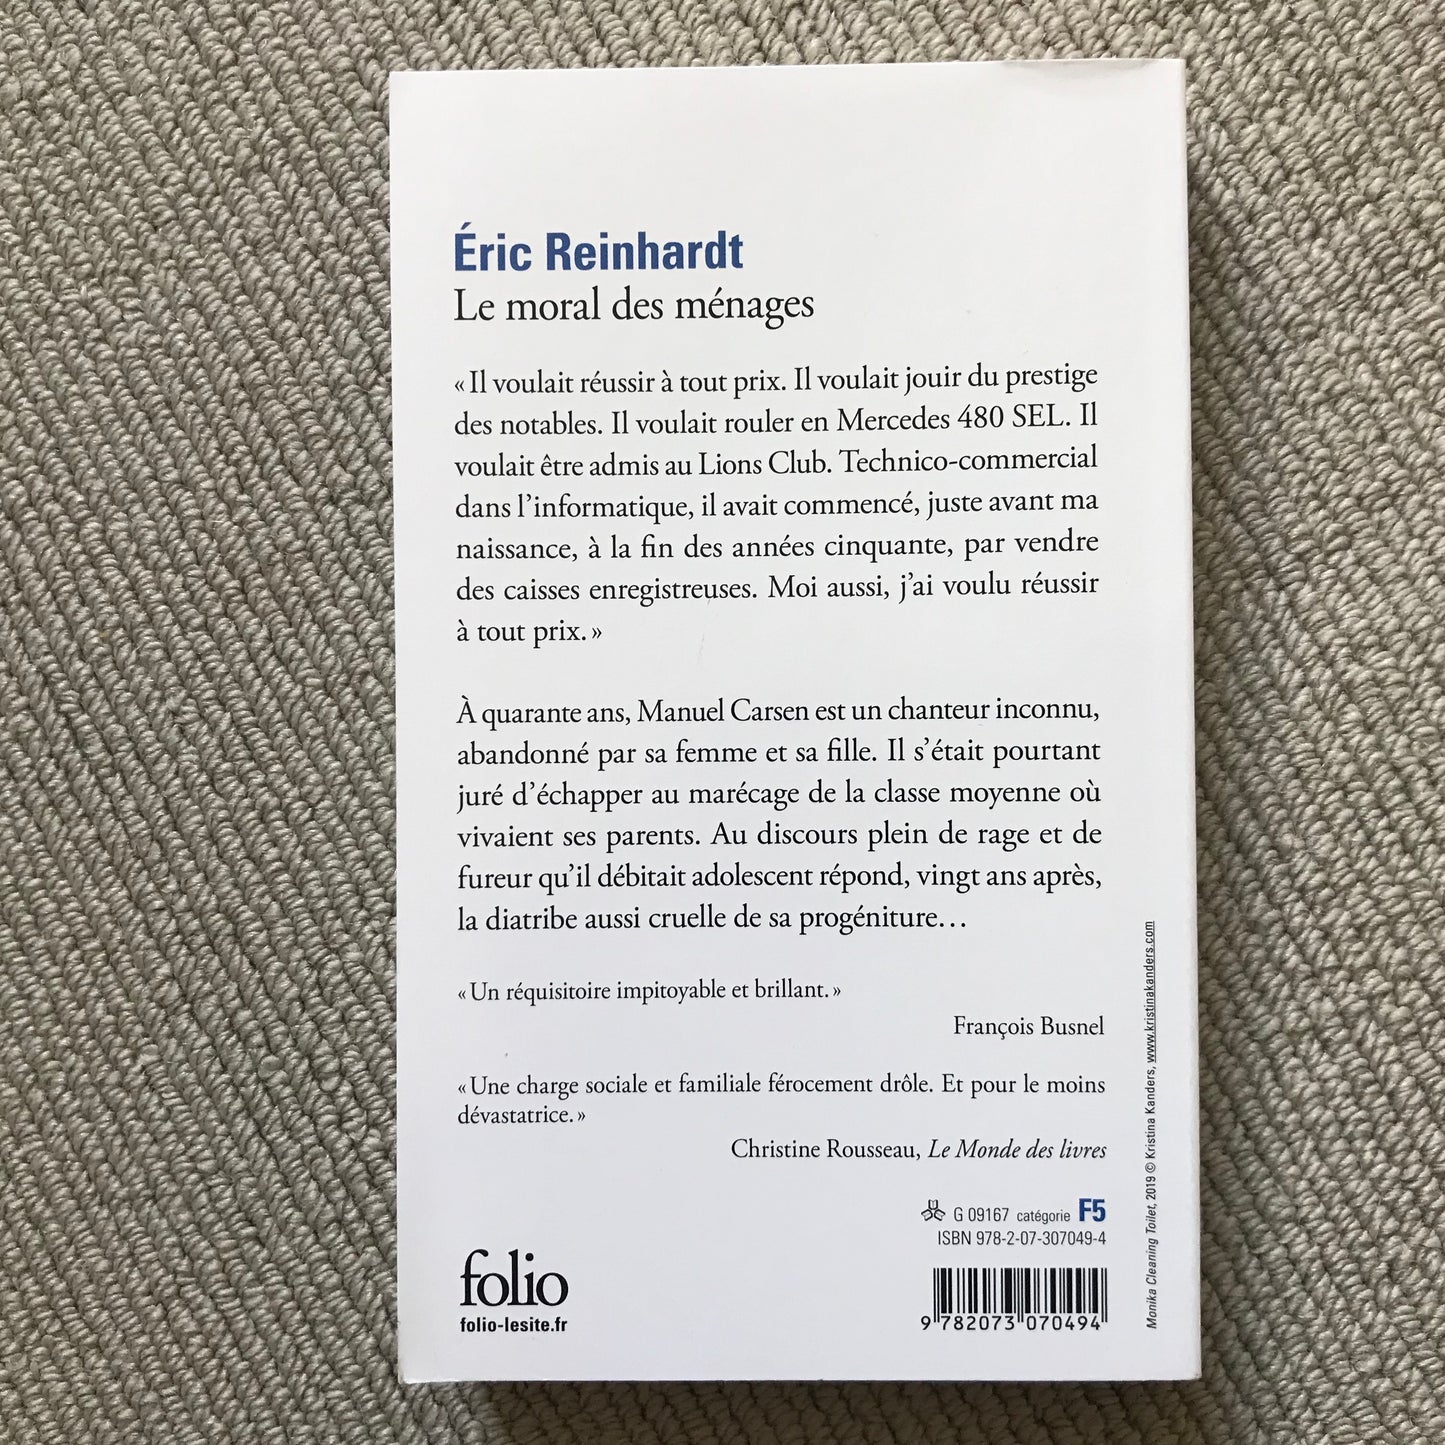 Éric Reinhardt
Le moral des ménages
« Il voulait réussir à tout prix. Il voulait jouir du prestige
des notables. Il voulait rouler en Mercedes 480 SEL. Il
voulait être admis au Lions Club. Technico-commercial
dans l'informatique, il avait commencé, juste avant ma
naissance, à la fin des années cinquante, par vendre
des caisses enregistreuses. Moi aussi, j'ai voulu réussir
à tout prix. »
À quarante ans, Manuel Carsen est un chanteur inconnu,
abandonné par sa femme et sa fille. Il s'était pourtant
juré d'échapper au marécage de la classe moyenne où
vivaient ses parents. Au discours plein de rage et de
fureur qu'il débitait adolescent répond, vingt ans après,
la diatribe aussi cruelle de sa progéniture…
« Un réquisitoire impitoyable et brillant. »
François Busnel
« Une charge sociale et familiale férocement drôle. Et pour le moins
dévastatrice. »
Christine Rousseau, Le Monde des livres
G 09167 catégorie F5
ISBN 978-2-07-307049-4
folio
folio-lesite.fr
9 782073 070494
Monika Cleaning Toilet, 2019 © Kristina Kanders, www.kristinakanders.com